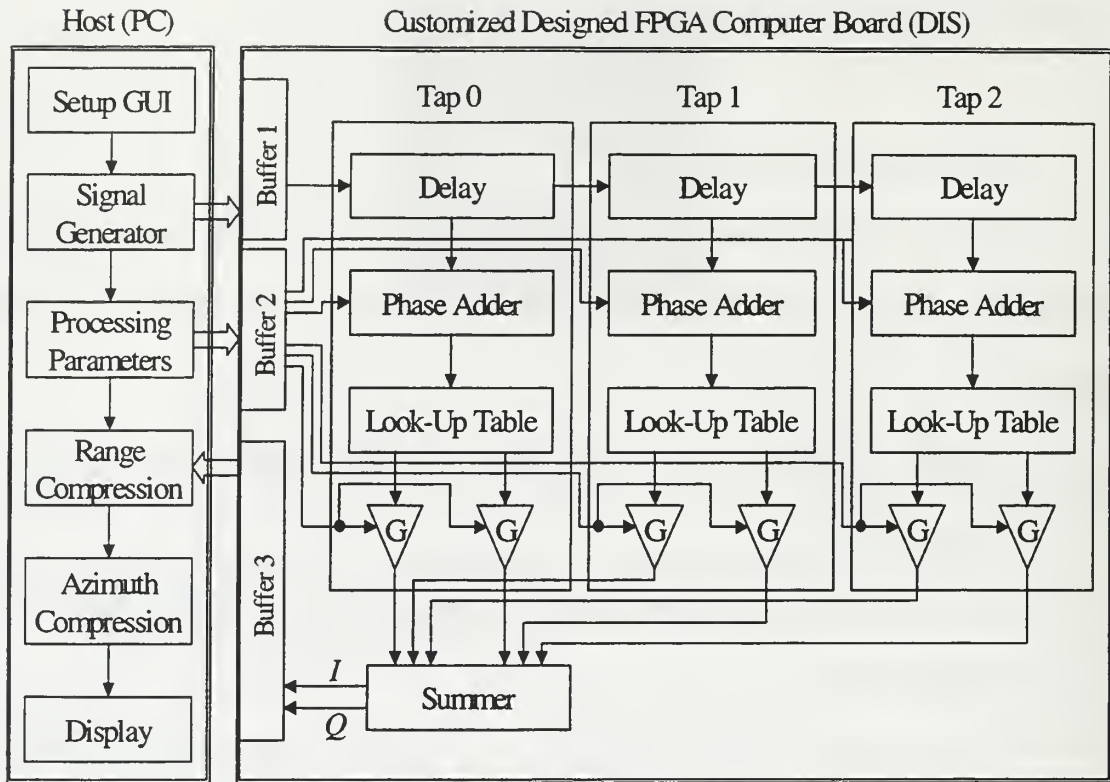 Host (PC)
Customized Designed FPGA Computer Board (DIS)
Setup GUI
Signal
Generator
Processing
Parameters
Range
Compression
Azimuth
Compression
Display
Buffer 1
Buffer 2
Buffer 3
Tap 0
Tap 1
Tap 2
Delay
Delay
Delay
Phase Adder
Phase Adder
Phase Adder
Look-Up Table
Look-Up Table
Look-Up Table
G
G
G
G
G
G
I
Q
Summer